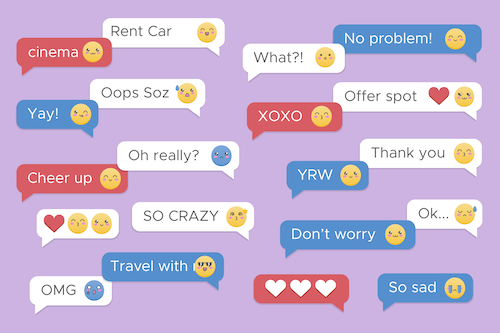 Rent Car
cinema
Oops Soz
Yay!
Oh really?
Cheer up
SO CRAZY
Travel with
OMG
No problem!
What?!
Offer spot
XOXO
Thank you
YRW
Ok...
Don't worry
So sad